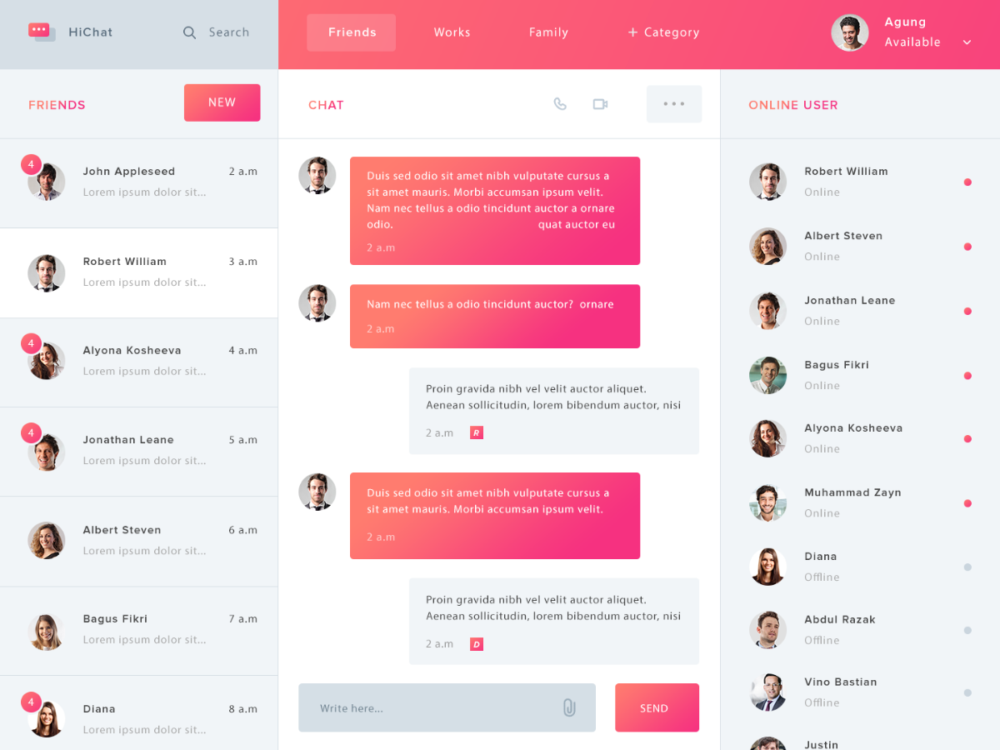 HiChat
Search
Friends
Works
Family
+ Category
Agung
Available
FRIENDS
NEW
4
John Appleseed
2 a.m
Lorem ipsum dolor sit...
Robert William
3 a.m
Lorem ipsum dolor sit...
4
Alyona Kosheeva
4 a.m
Lorem ipsum dolor sit...
4
Jonathan Leane
5 a.m
Lorem ipsum dolor sit...
Albert Steven
6 a.m
Lorem ipsum dolor sit...
Bagus Fikri
7 a.m
Lorem ipsum dolor sit...
4
Diana
8 a.m
Lorem ipsum dolor sit...
CHAT
Duis sed odio sit amet nibh vulputate cursus a
sit amet mauris. Morbi accumsan ipsum velit.
Nam nec tellus a odio tincidunt auctor a ornare
odio. quat auctor eu
2 a.m
Nam nec tellus a odio tincidunt auctor? ornare
2 a.m
Proin gravida nibh vel velit auctor aliquet.
Aenean sollicitudin, lorem bibendum auctor, nisi
2 a.m R
Duis sed odio sit amet nibh vulputate cursus a
sit amet mauris. Morbi accumsan ipsum velit.
2 a.m
Proin gravida nibh vel velit auctor aliquet.
Aenean sollicitudin, lorem bibendum auctor, nisi
2 a.m D
Write here...
SEND
ONLINE USER
Robert William
Online
Albert Steven
Online
Jonathan Leane
Online
Bagus Fikri
Online
Alyona Kosheeva
Online
Muhammad Zayn
Online
Diana
Offline
Abdul Razak
Offline
Vino Bastian
Offline
Justin